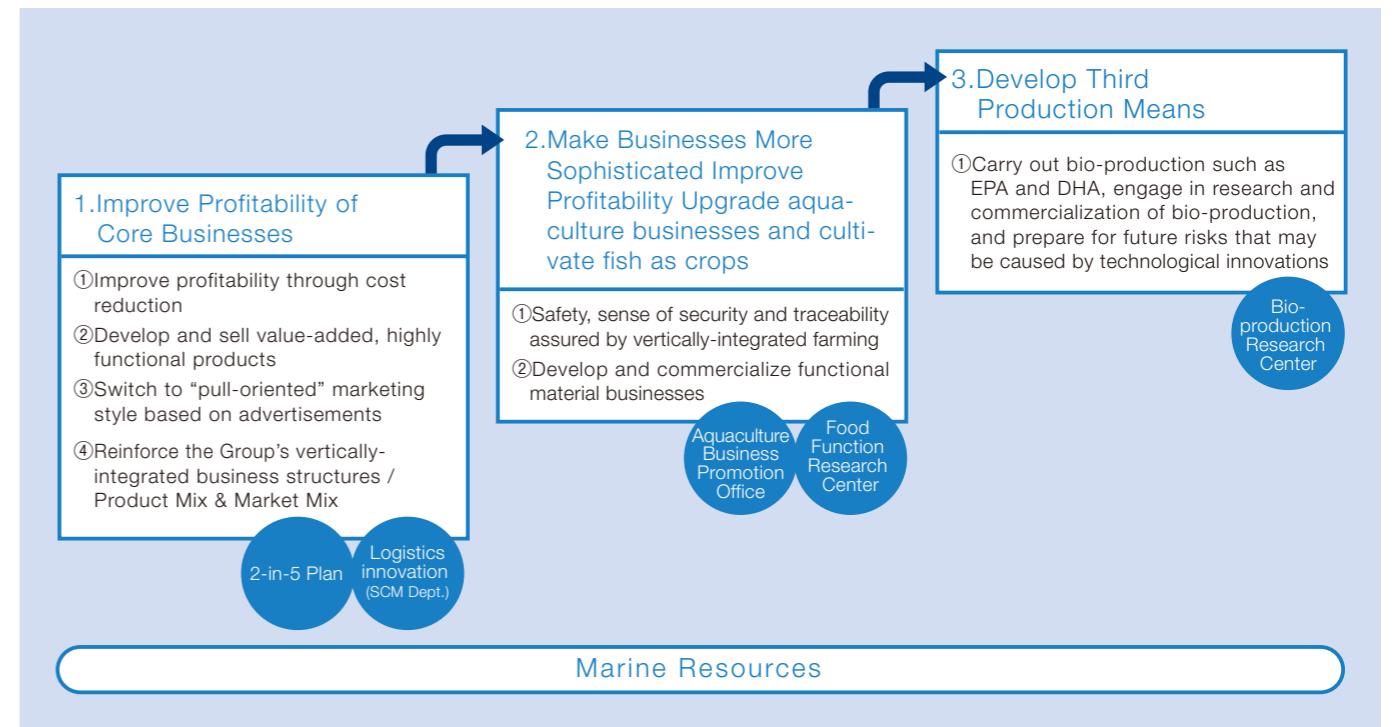 1.Improve Profitability of
Core Businesses
①Improve profitability through cost
reduction
②Develop and sell value-added, highly
functional products
③Switch to “pull-oriented” marketing
style based on advertisements
④Reinforce the Group’s vertically-
integrated business structures /
Product Mix & Market Mix
2-in-5 Plan
Logistics
innovation
(SCM Dept.)
2.Make Businesses More
Sophisticated Improve
Profitability Upgrade aqua-
culture businesses and culti-
vate fish as crops
①Safety, sense of security and traceability
assured by vertically-integrated farming
②Develop and commercialize functional
material businesses
Aquaculture
Business
Promotion
Office
Food
Function
Research
Center
3.Develop Third
Production Means
①Carry out bio-production such as
EPA and DHA, engage in research and
commercialization of bio-production,
and prepare for future risks that may
be caused by technological innovations
Bio-
production
Research
Center
Marine Resources